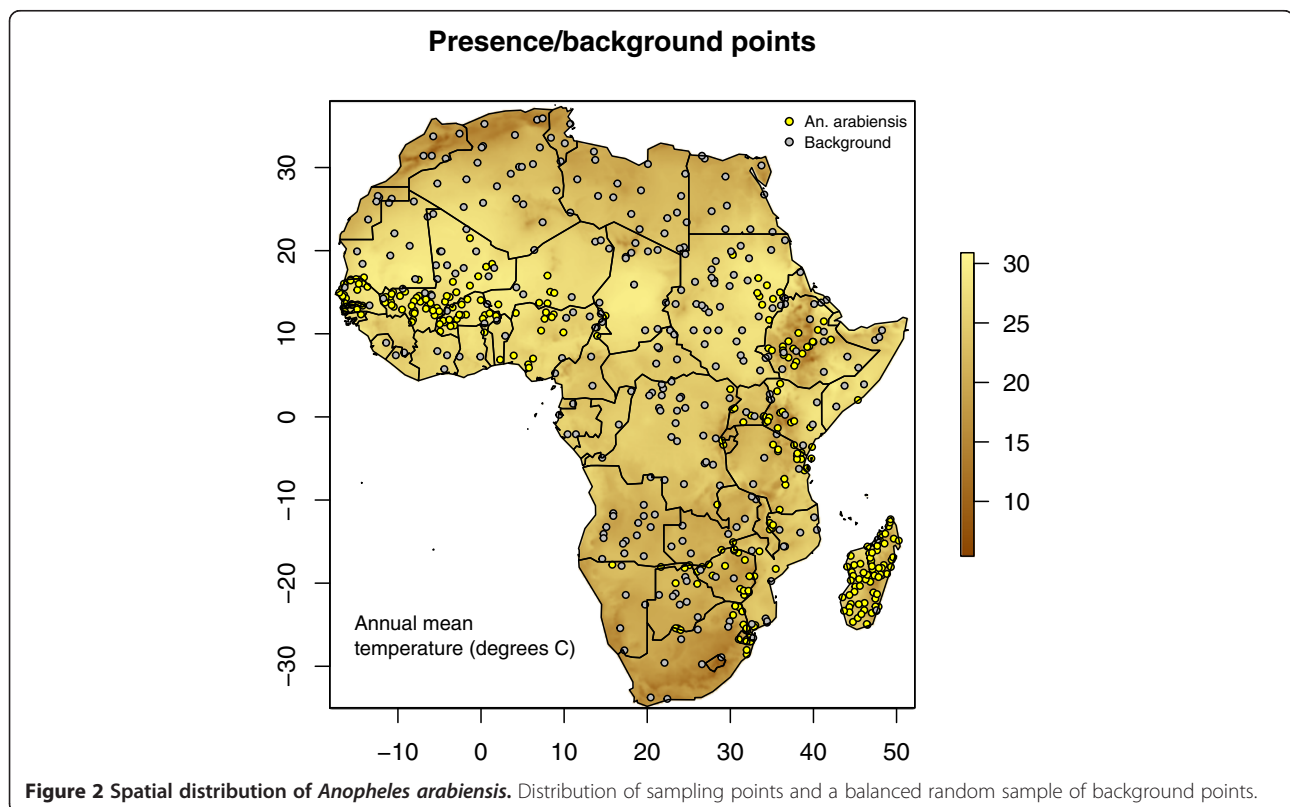 Presence/background points
An. arabiensis
Background
30
20
10
0
−10
−20
−30
Annual mean
temperature (degrees C)
−10 0 10 20 30 40 50
30
25
20
15
10
Figure 2 Spatial distribution of Anopheles arabiensis. Distribution of sampling points and a balanced random sample of background points.